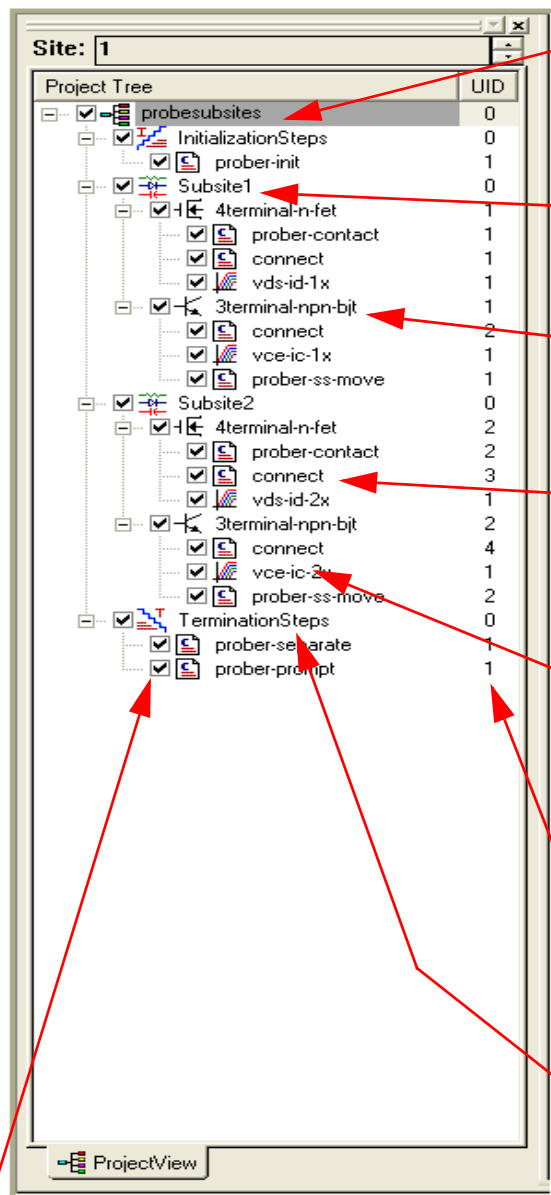 Site: 1
Project Tree UID
probesubsites 0
InitializationSteps 0
prober-init 1
Subsite1 0
4terminal-n-fet 1
prober-contact 1
connect 1
vds-id-1x 1
3terminal-npn-bjt 1
connect 2
vce-ic-1x 1
prober-ss-move 1
Subsite2 0
4terminal-n-fet 2
prober-contact 2
connect 3
vds-id-2x 1
3terminal-npn-bjt 2
connect 4
vce-ic-2x 1
prober-ss-move 2
TerminationSteps 0
prober-separate 1
prober-prompt 1
ProjectView